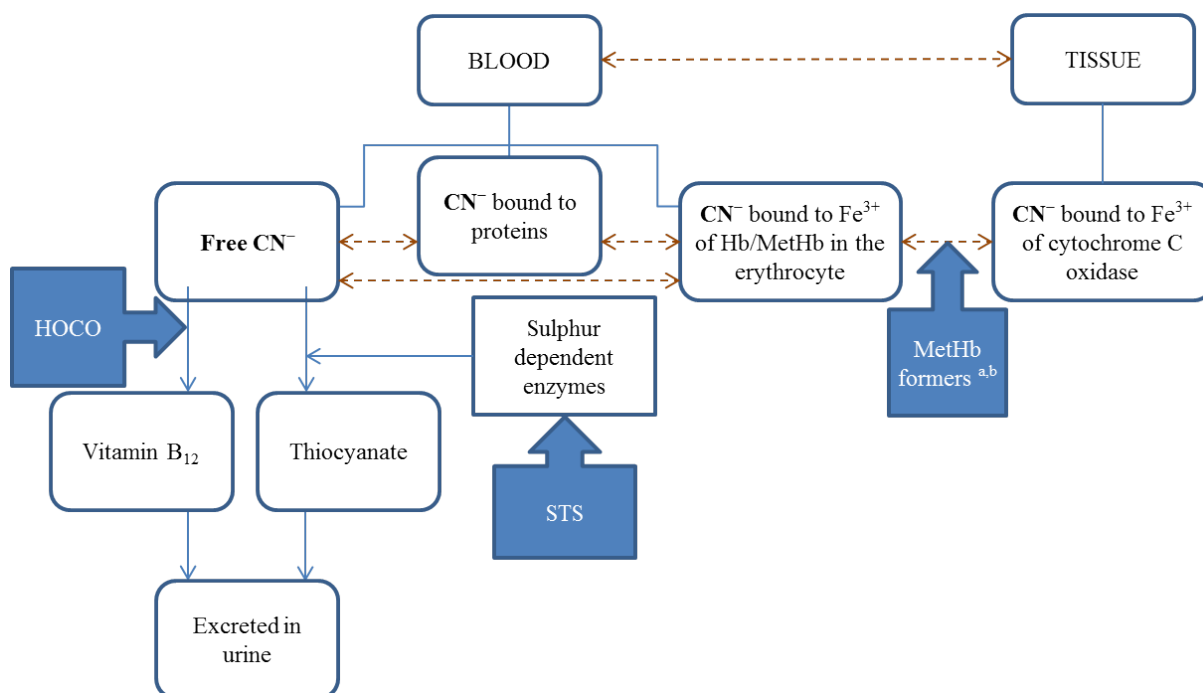 BLOOD
TISSUE
Free CN⁻
CN⁻ bound to
proteins
CN⁻ bound to Fe³⁺
of Hb/MetHb in the
erythrocyte
CN⁻ bound to Fe³⁺
of cytochrome C
oxidase
HOCO
Sulphur
dependent
enzymes
MetHb
formers ᵃ,ᵇ
Vitamin B₁₂
Thiocyanate
STS
Excreted in
urine